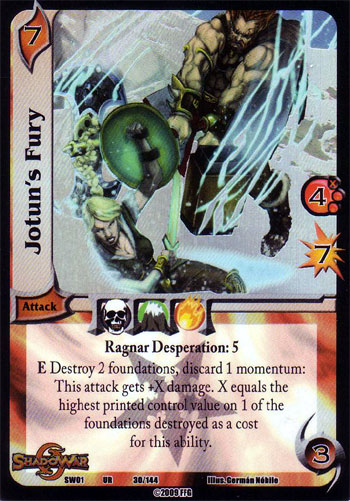 7
Jotun's Fury
4
7
Attack
Ragnar Desperation: 5
E Destroy 2 foundations, discard 1 momentum:
This attack gets +X damage. X equals the
highest printed control value on 1 of the
foundations destroyed as a cost
for this ability.
SHADOWAR
3
SW01 UR 30/144 Illus. Germán Nóbile
©2009 FFG